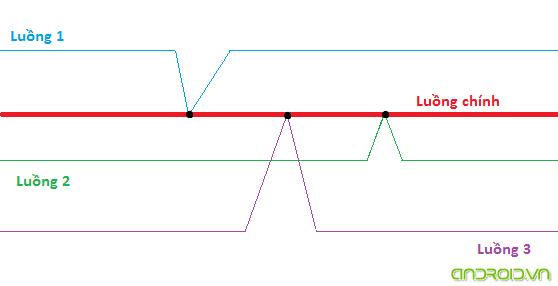 Luồng 1
Luồng chính
Luồng 2
Luồng 3
ANDROID.VN